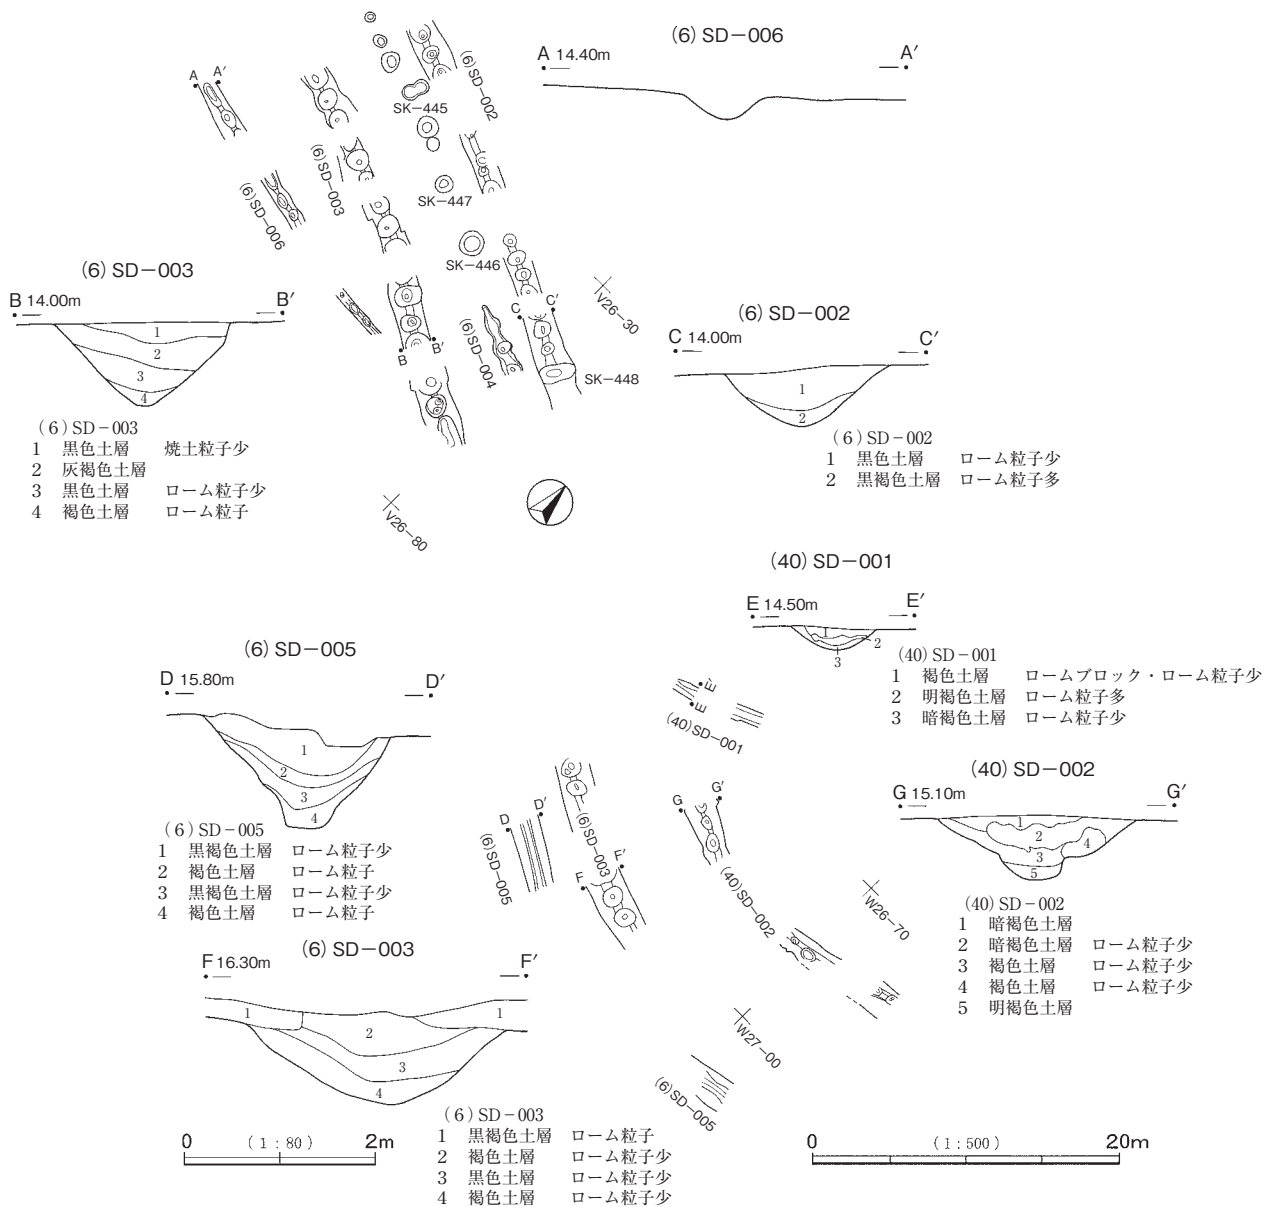 (6) SD-006
A 14.40m A′
A A′
(6) SD-002
SK-445
(6) SD-003
(6) SD-006
SK-447
SK-446
(6) SD-003
B 14.00m B′
1
2
3
4
(6) SD-003
1 黒色土層 焼土粒子少
2 灰褐色土層
3 黒色土層 ローム粒子少
4 褐色土層 ローム粒子
B B′
C C′
(6) SD-004
SK-448
V26-30
V26-80
(6) SD-002
C 14.00m C′
1
2
(6) SD-002
1 黒色土層 ローム粒子少
2 黒褐色土層 ローム粒子多
(40) SD-001
E 14.50m E′
1
2
3
(40) SD-001
1 褐色土層 ロームブロック・ローム粒子少
2 明褐色土層 ローム粒子多
3 暗褐色土層 ローム粒子少
(6) SD-005
D 15.80m D′
1
2
3
4
(6) SD-005
1 黒褐色土層 ローム粒子少
2 褐色土層 ローム粒子
3 黒褐色土層 ローム粒子少
4 褐色土層 ローム粒子
E E′
(40) SD-001
G G′
(40) SD-002
D D′
(6) SD-005
(6) SD-003
F F′
W26-70
W27-00
(6) SD-005
(40) SD-002
G 15.10m G′
1
2
3
4
5
(40) SD-002
1 暗褐色土層
2 暗褐色土層 ローム粒子少
3 褐色土層 ローム粒子少
4 褐色土層 ローム粒子少
5 明褐色土層
(6) SD-003
F 16.30m F′
1 1
2
3
4
(6) SD-003
1 黒褐色土層 ローム粒子
2 褐色土層 ローム粒子少
3 黒色土層 ローム粒子少
4 褐色土層 ローム粒子少
0 (1:80) 2m
0 (1:500) 20m